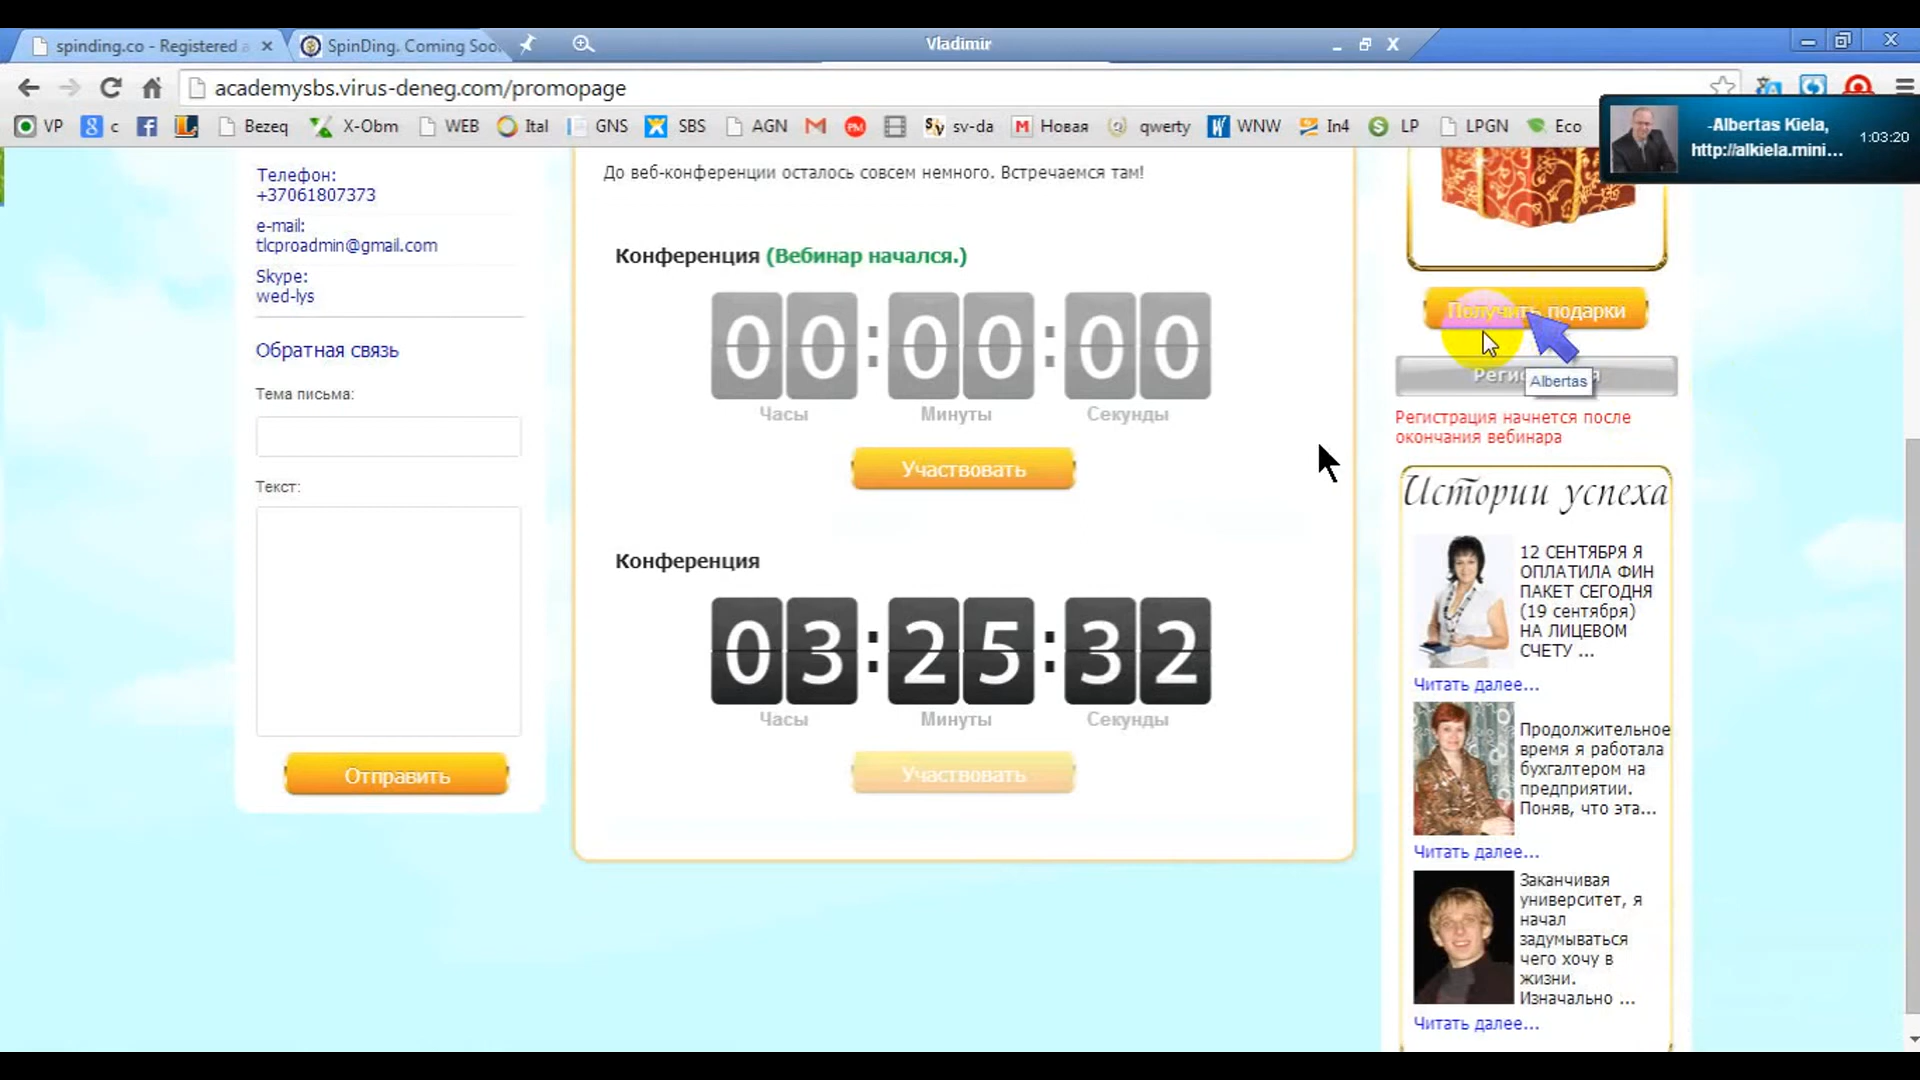 spinding.co - Registered
SpinDing. Coming Soo
Vladimir
academysbs.virus-deneg.com/promopage
VP
c
Bezeq
X-Obm
WEB
Ital
GNS
SBS
AGN
sv-da
Новая
qwerty
WNW
In4
LP
LPGN
Eco
-Albertas Kiela,
http://alkiela.mini...
1:03:20
Телефон:
+37061807373
e-mail:
tlcproadmin@gmail.com
Skype:
wed-lys
Обратная связь
Тема письма:
Текст:
Отправить
До веб-конференции осталось совсем немного. Встречаемся там!
Конференция (Вебинар начался.)
00:00:00
Часы Минуты Секунды
Участвовать
Конференция
03:25:32
Часы Минуты Секунды
Участвовать
Получить подарки
Albertas
Регистрация начнется после
окончания вебинара
Истории успеха
12 СЕНТЯБРЯ Я
ОПЛАТИЛА ФИН
ПАКЕТ СЕГОДНЯ
(19 сентября)
НА ЛИЦЕВОМ
СЧЕТУ ...
Читать далее...
Продолжительное
время я работала
бухгалтером на
предприятии.
Поняв, что эта...
Читать далее...
Заканчивая
университет, я
начал
задумываться
чего хочу в
жизни.
Изначально ...
Читать далее...